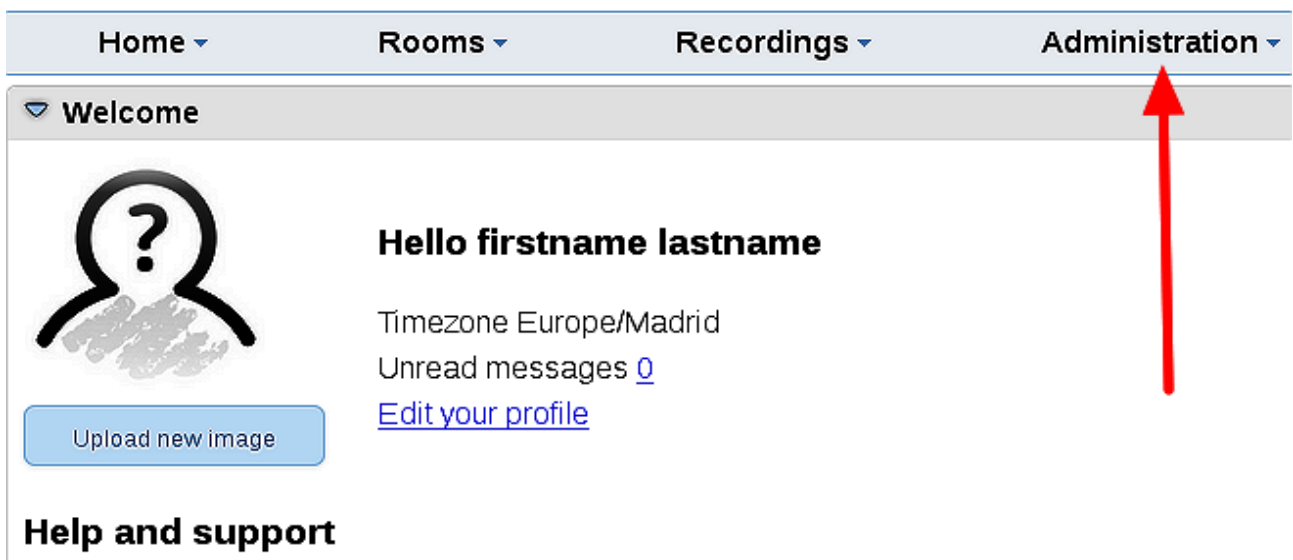 Home Rooms Recordings Administration
Welcome
?
Hello firstname lastname
Timezone Europe/Madrid
Unread messages 0
Edit your profile
Upload new image
Help and support